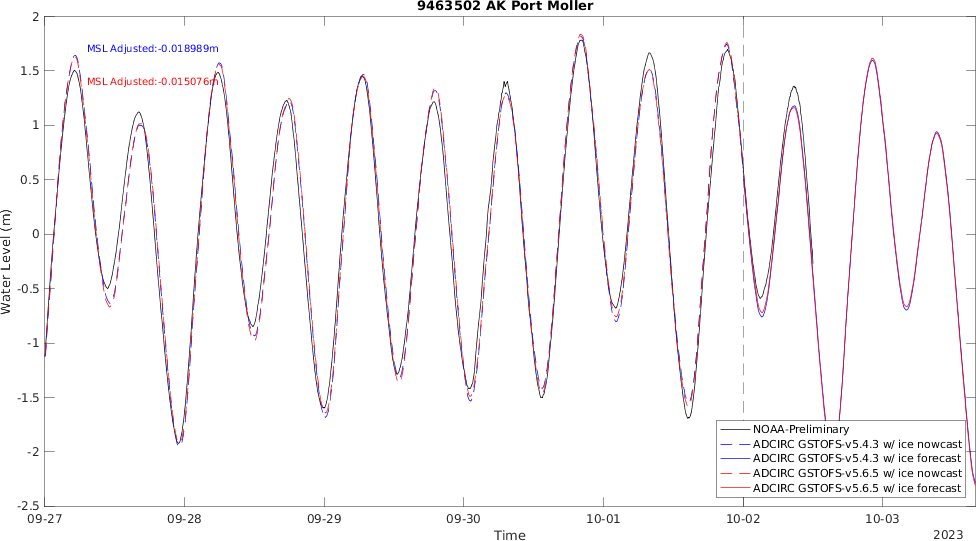 9463502 AK Port Moller
MSL Adjusted:-0.018989m
MSL Adjusted:-0.015076m
Water Level (m)
2
1.5
1
0.5
0
-0.5
-1
-1.5
-2
-2.5
NOAA-Preliminary
ADCIRC GSTOFS-v5.4.3 w/ ice nowcast
ADCIRC GSTOFS-v5.4.3 w/ ice forecast
ADCIRC GSTOFS-v5.6.5 w/ ice nowcast
ADCIRC GSTOFS-v5.6.5 w/ ice forecast
09-27 09-28 09-29 09-30 10-01 10-02 10-03
Time
2023